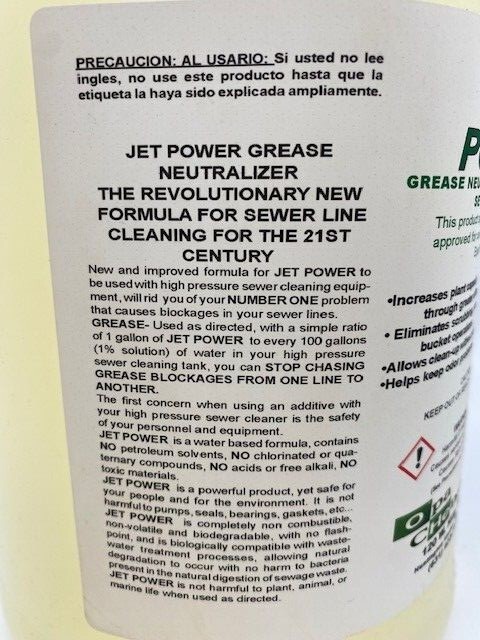 PRECAUCION: AL USARIO: Si usted no lee
ingles, no use este producto hasta que la
etiqueta la haya sido explicada ampliamente.
JET POWER GREASE
NEUTRALIZER
THE REVOLUTIONARY NEW
FORMULA FOR SEWER LINE
CLEANING FOR THE 21ST
CENTURY
New and improved formula for JET POWER to
be used with high pressure sewer cleaning equip-
ment, will rid you of your NUMBER ONE problem
that causes blockages in your sewer lines.
GREASE- Used as directed, with a simple ratio
of 1 gallon of JET POWER to every 100 gallons
(1% solution) of water in your high pressure
sewer cleaning tank, you can STOP CHASING
GREASE BLOCKAGES FROM ONE LINE TO
ANOTHER.
The first concern when using an additive with
your high pressure sewer cleaner is the safety
of your personnel and equipment.
JET POWER is a water based formula, contains
NO petroleum solvents, NO chlorinated or qua-
ternary compounds, NO acids or free alkali, NO
toxic materials.
JET POWER is a powerful product, yet safe for
your people and for the environment. It is not
harmful to pumps, seals, bearings, gaskets, etc...
JET POWER is completely non combustible,
non-volatile and biodegradable, with no flash-
point, and is biologically compatible with waste-
water treatment processes, allowing natural
degradation to occur with no harm to bacteria
present in the natural digestion of sewage waste.
JET POWER is not harmful to plant, animal, or
marine life when used as directed.
GREASE
This product
approved for
•Increases plant
through
• Eliminates
bucket
•Allows clean-up
•Helps keep
KEEP OUT